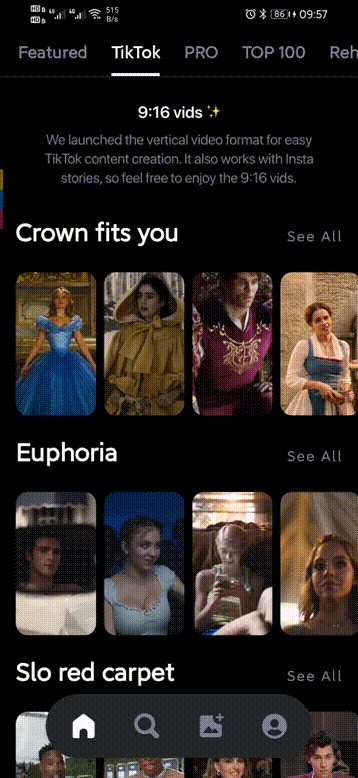 HD B 4G 4G 515 B/s 86 09:57
HD B
Featured TikTok PRO TOP 100 Reh
9:16 vids ✨
We launched the vertical video format for easy
TikTok content creation. It also works with Insta
stories, so feel free to enjoy the 9:16 vids.
Crown fits you See All
Euphoria See All
Slo red carpet See All